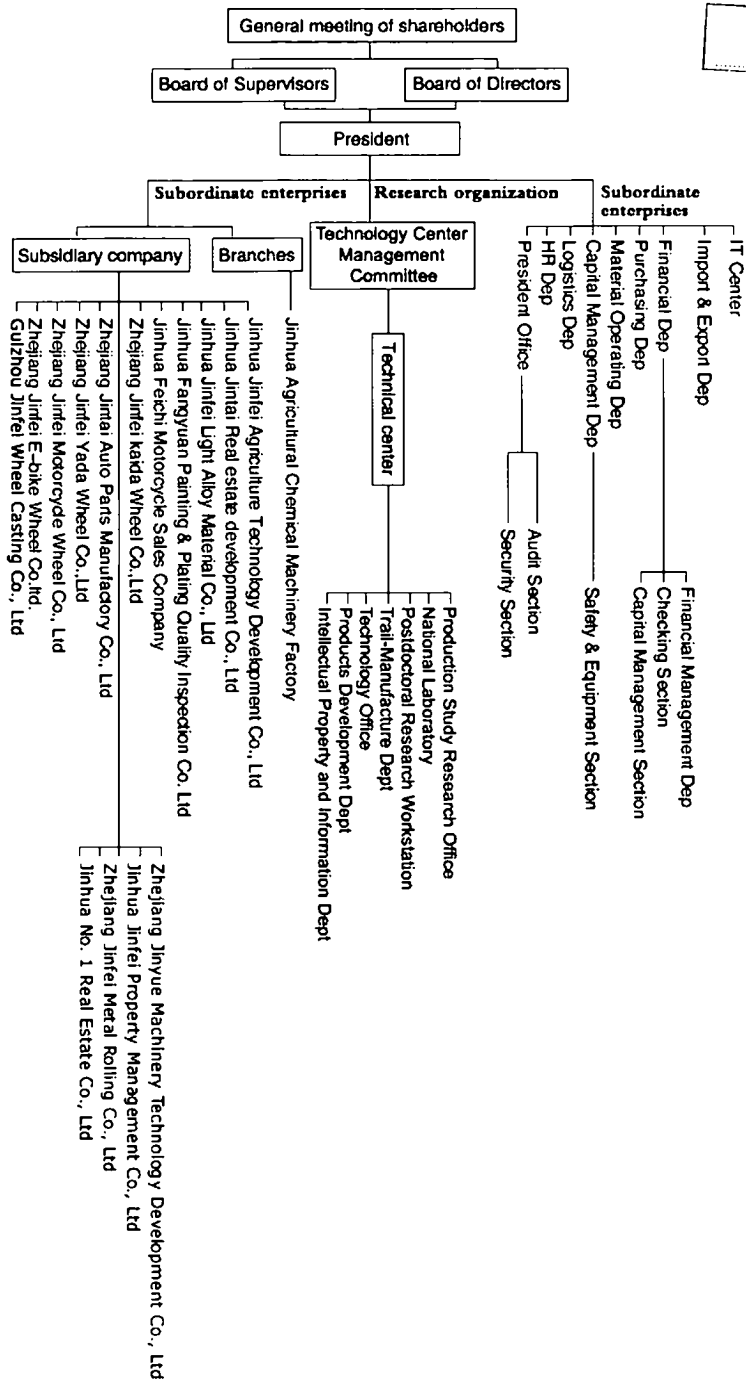 General meeting of shareholders
Board of Supervisors
Board of Directors
President
Subordinate enterprises
Research organization
Subordinate
enterprises
Subsidiary company
Branches
Technology Center
Management
Committee
Technical center
IT Center
Import & Export Dep
Financial Dep
Purchasing Dep
Material Operating Dep
Capital Management Dep
Logistics Dep
HR Dep
President Office
Financial Management Dep
Checking Section
Capital Management Section
Safety & Equipment Section
Audit Section
Security Section
Production Study Research Office
National Laboratory
Postdoctoral Research Workstation
Trail-Manufacture Dept
Technology Office
Products Development Dept
Intellectual Property and Information Dept
Jinhua Agricultural Chemical Machinery Factory
Jinhua Jinfei Agriculture Technology Development Co., Ltd
Jinhua Jintai Real estate development Co., Ltd
Jinhua Jinfei Light Alloy Material Co., Ltd
Jinhua Fangyuan Painting & Plating Quality Inspection Co. Ltd
Jinhua Feichi Motorcycle Sales Company
Zhejiang Jinfei kaida Wheel Co.,Ltd
Zhejiang Jintai Auto Parts Manufactory Co., Ltd
Zhejiang Jinfei Yada Wheel Co.,Ltd
Zhejiang Jinfei Motorcycle Wheel Co., Ltd
Zhejiang Jinfei E-bike Wheel Co.ltd.
Guizhou Jinfei Wheel Casting Co., Ltd
Zhejiang Jinyue Machinery Technology Development Co., Ltd
Jinhua Jinfei Property Management Co., Ltd
Zhejiang Jinfei Metal Rolling Co., Ltd
Jinhua No. 1 Real Estate Co., Ltd